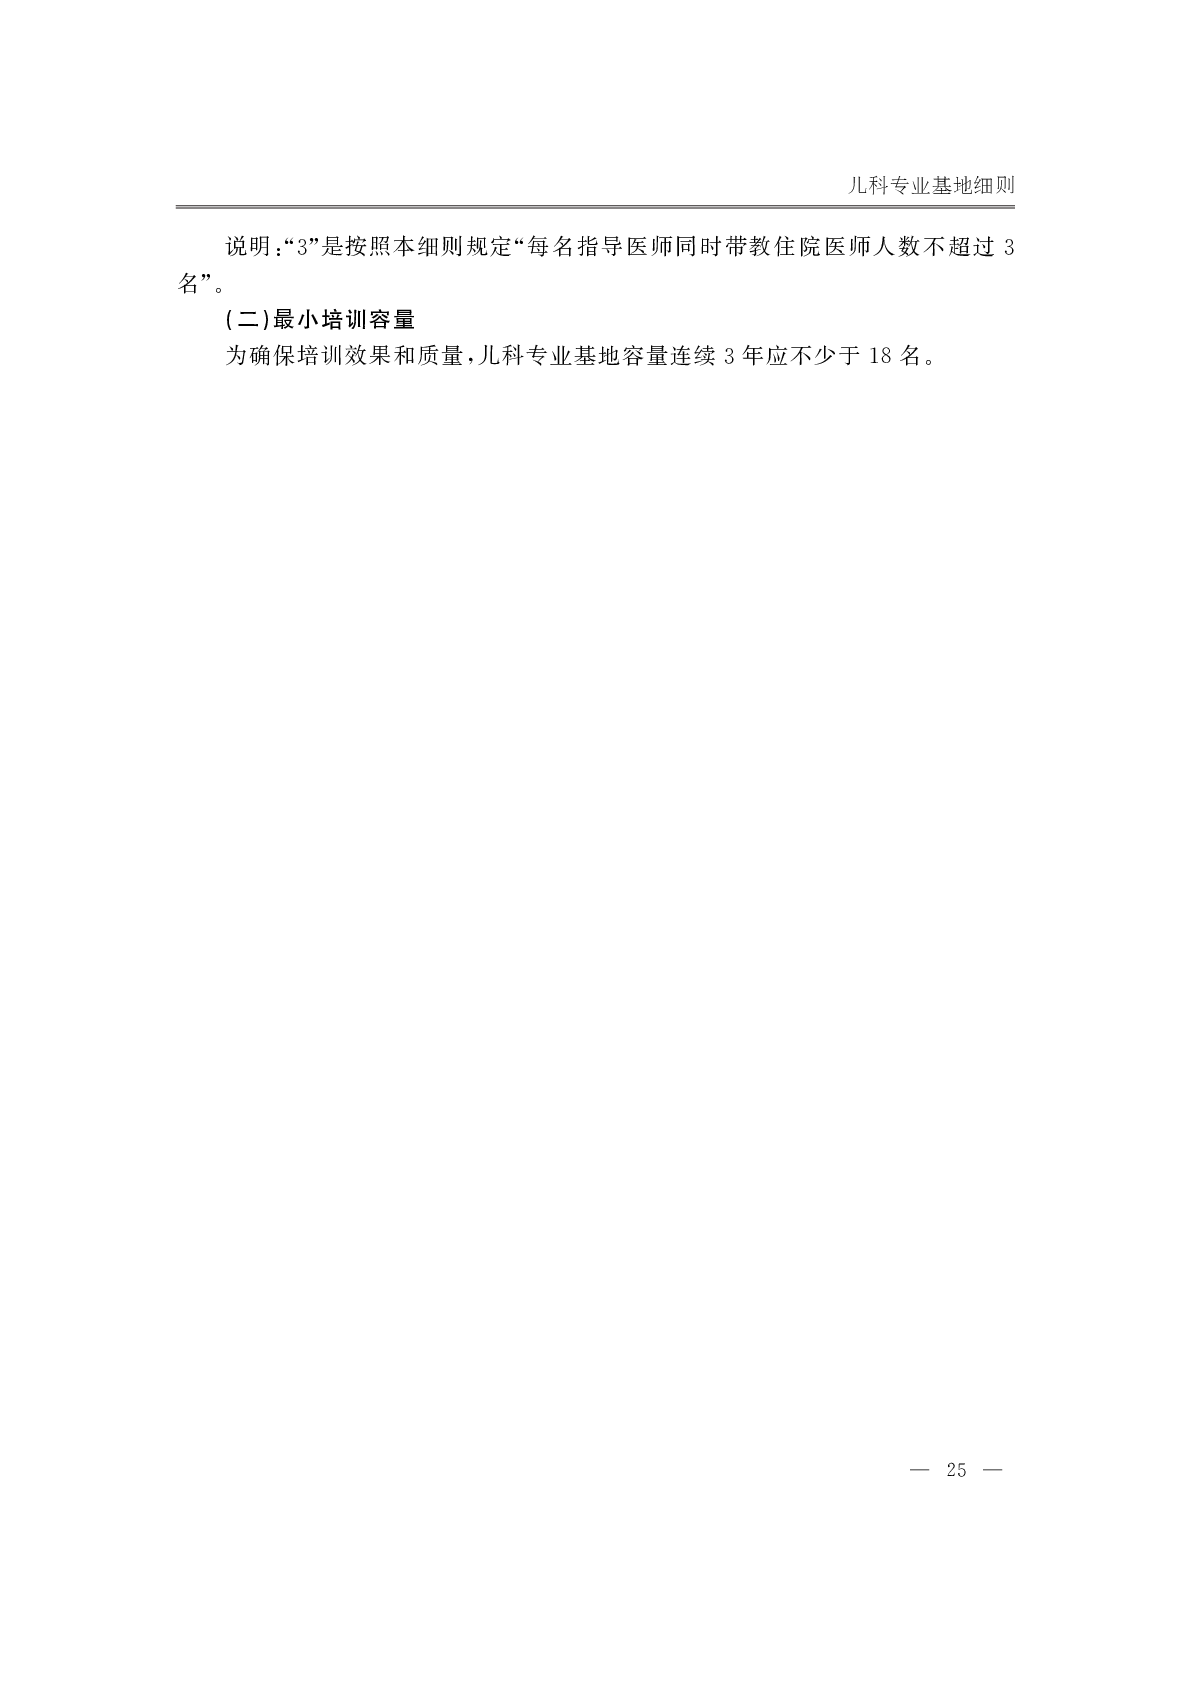 儿科专业基地细则
说明:“3”是按照本细则规定“每名指导医师同时带教住院医师人数不超过 3
名”。
(二)最小培训容量
为确保培训效果和质量,儿科专业基地容量连续 3 年应不少于 18 名。
— 25 —